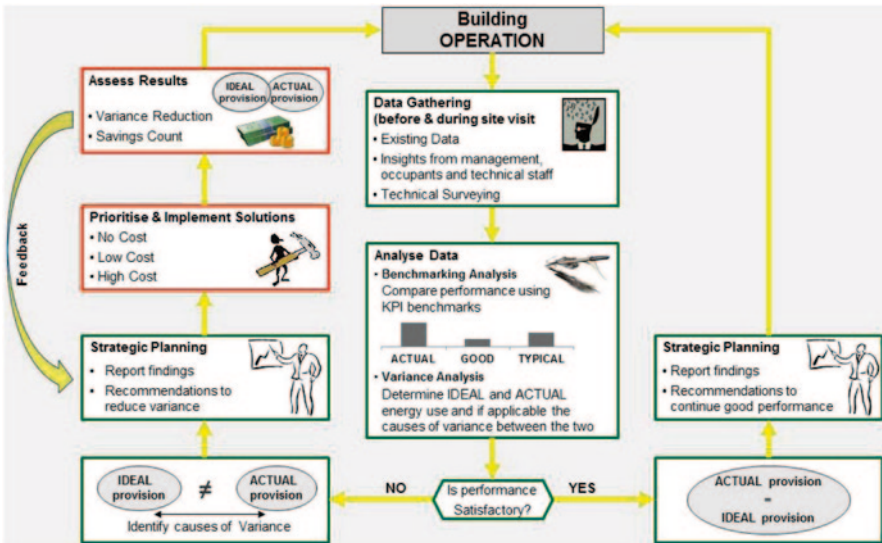 Building
OPERATION
Assess Results
IDEAL
provision
ACTUAL
provision
• Variance Reduction
• Savings Count
Data Gathering
(before & during site visit
• Existing Data
• Insights from management,
occupants and technical staff
• Technical Surveying
Feedback
Prioritise & Implement Solutions
• No Cost
• Low Cost
• High Cost
Analyse Data
• Benchmarking Analysis
Compare performance using
KPI benchmarks
ACTUAL GOOD TYPICAL
• Variance Analysis
Determine IDEAL and ACTUAL
energy use and if applicable the
causes of variance between the two
Strategic Planning
• Report findings
• Recommendations to
reduce variance
Strategic Planning
• Report findings
• Recommendations to
continue good performance
IDEAL
provision
≠
ACTUAL
provision
Identify causes of Variance
NO
Is performance
Satisfactory?
YES
ACTUAL provision
=
IDEAL provision